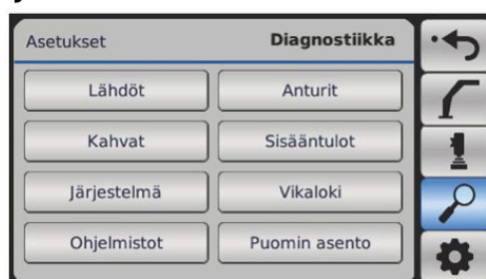 Asetukset Diagnostiikka
Lähdöt Anturit
Kahvat Sisääntulot
Järjestelmä Vikaloki
Ohjelmistot Puomin asento